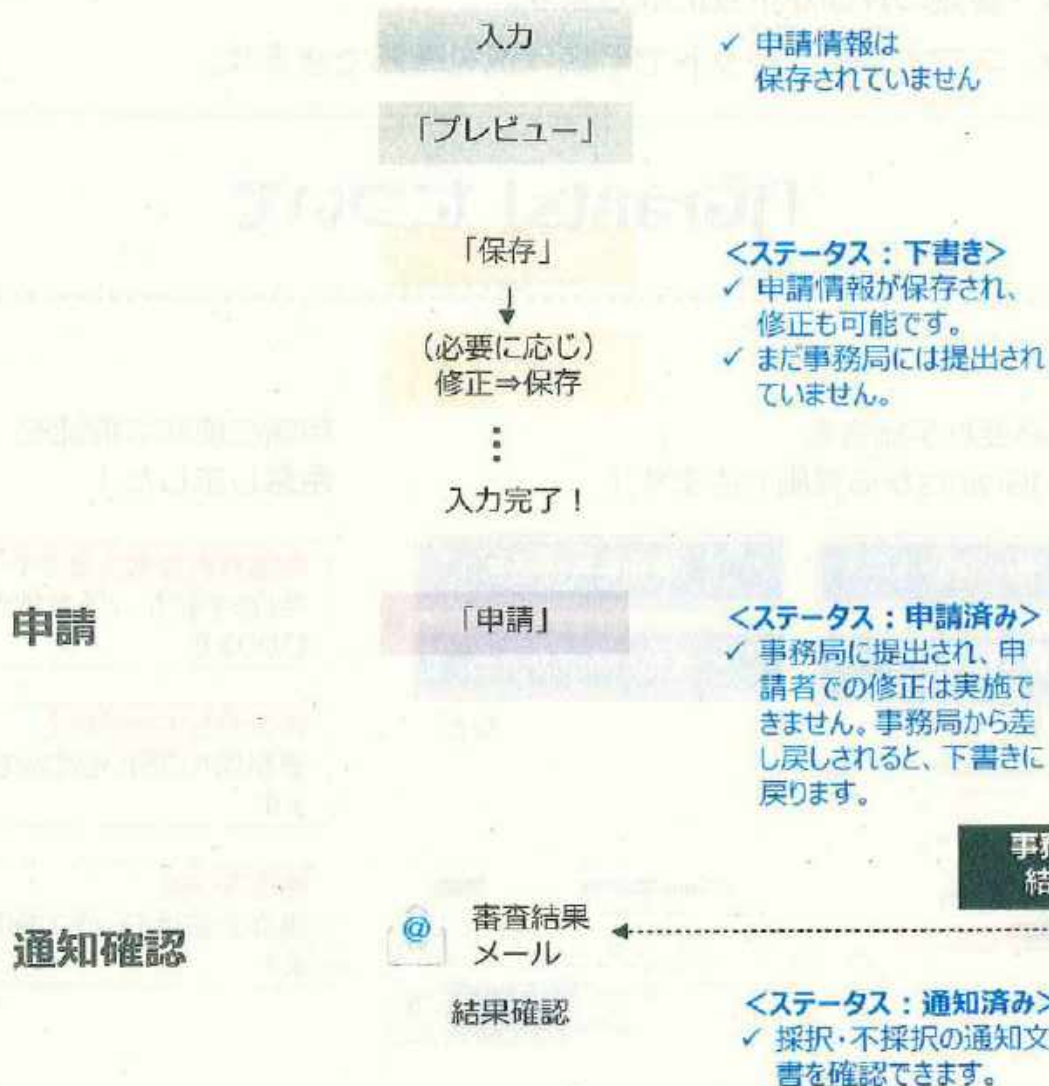 入力
✓ 申請情報は
保存されていません
「プレビュー」
「保存」
<ステータス：下書き>
✓ 申請情報が保存され、
修正も可能です。
✓ まだ事務局には提出され
ていません。
↓
（必要に応じ）
修正⇒保存
⋮
入力完了！
申請
「申請」
<ステータス：申請済み>
✓ 事務局に提出され、申
請者での修正は実施で
きません。事務局から差
し戻しされると、下書きに
戻ります。
通知確認
@
審査結果
メール
結果確認
<ステータス：通知済み>
✓ 採択・不採択の通知文
書を確認できます。